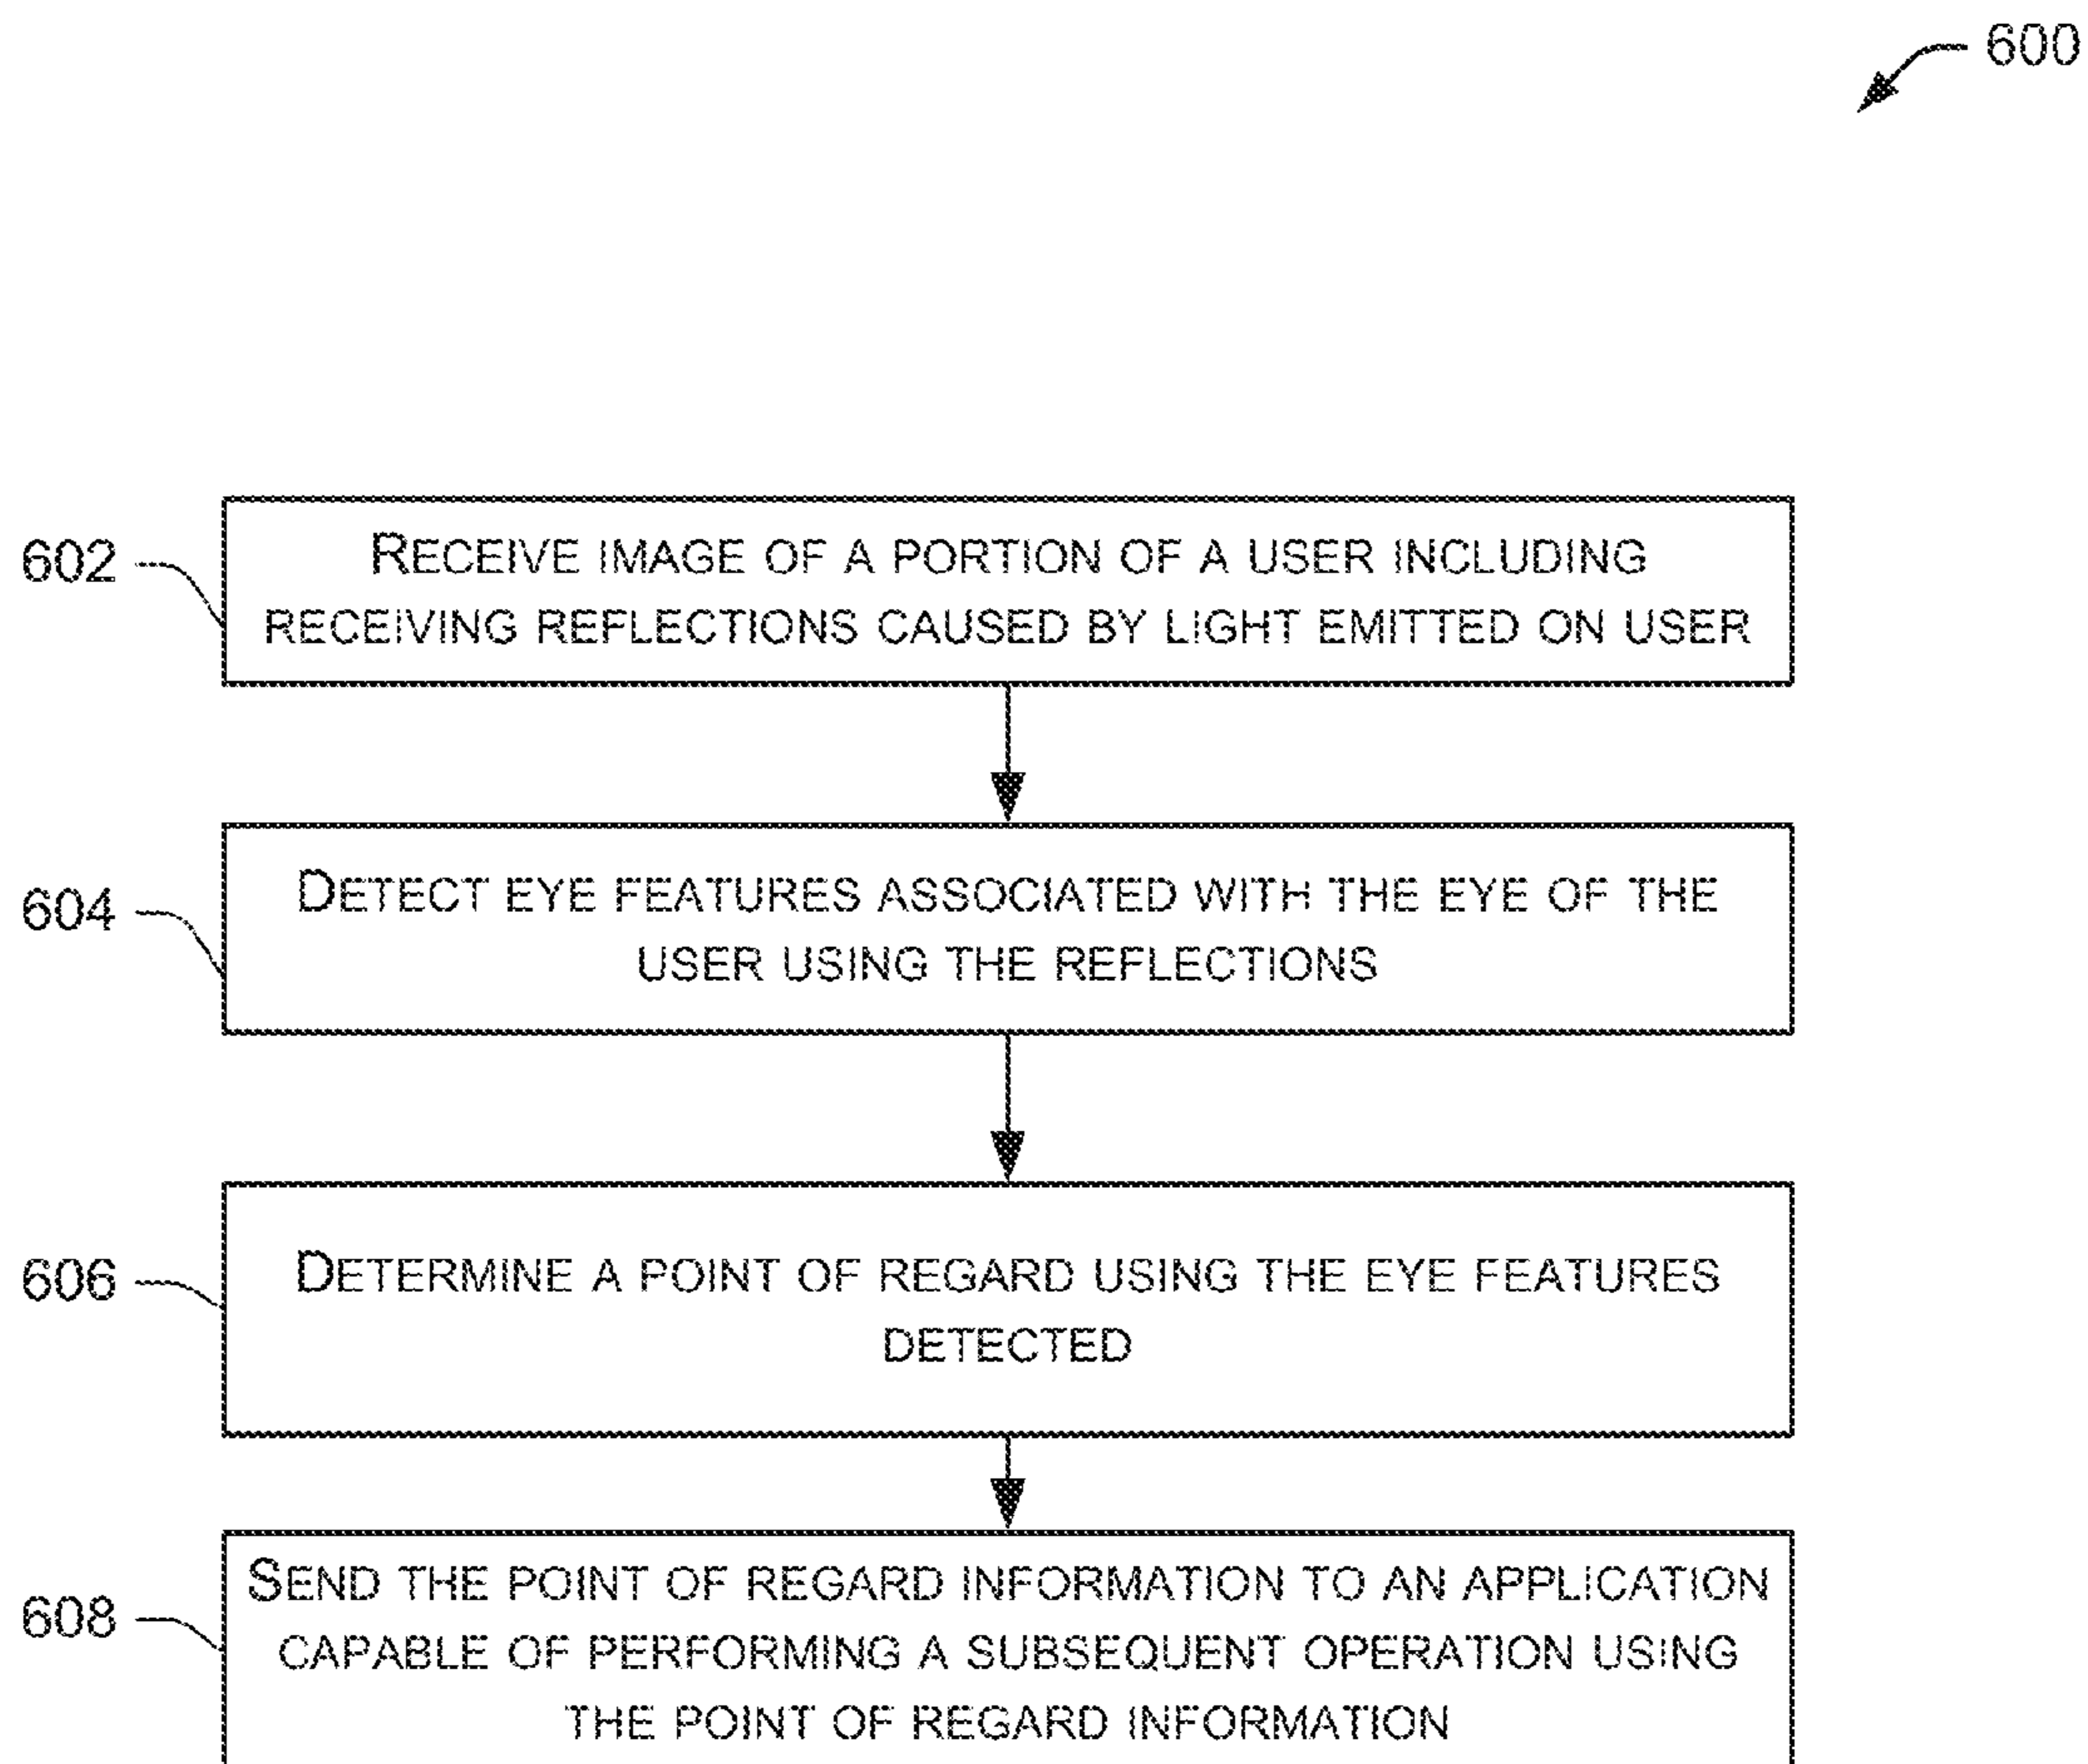 600
602
RECEIVE IMAGE OF A PORTION OF A USER INCLUDING
RECEIVING REFLECTIONS CAUSED BY LIGHT EMITTED ON USER
604
DETECT EYE FEATURES ASSOCIATED WITH THE EYE OF THE
USER USING THE REFLECTIONS
606
DETERMINE A POINT OF REGARD USING THE EYE FEATURES
DETECTED
608
SEND THE POINT OF REGARD INFORMATION TO AN APPLICATION
CAPABLE OF PERFORMING A SUBSEQUENT OPERATION USING
THE POINT OF REGARD INFORMATION